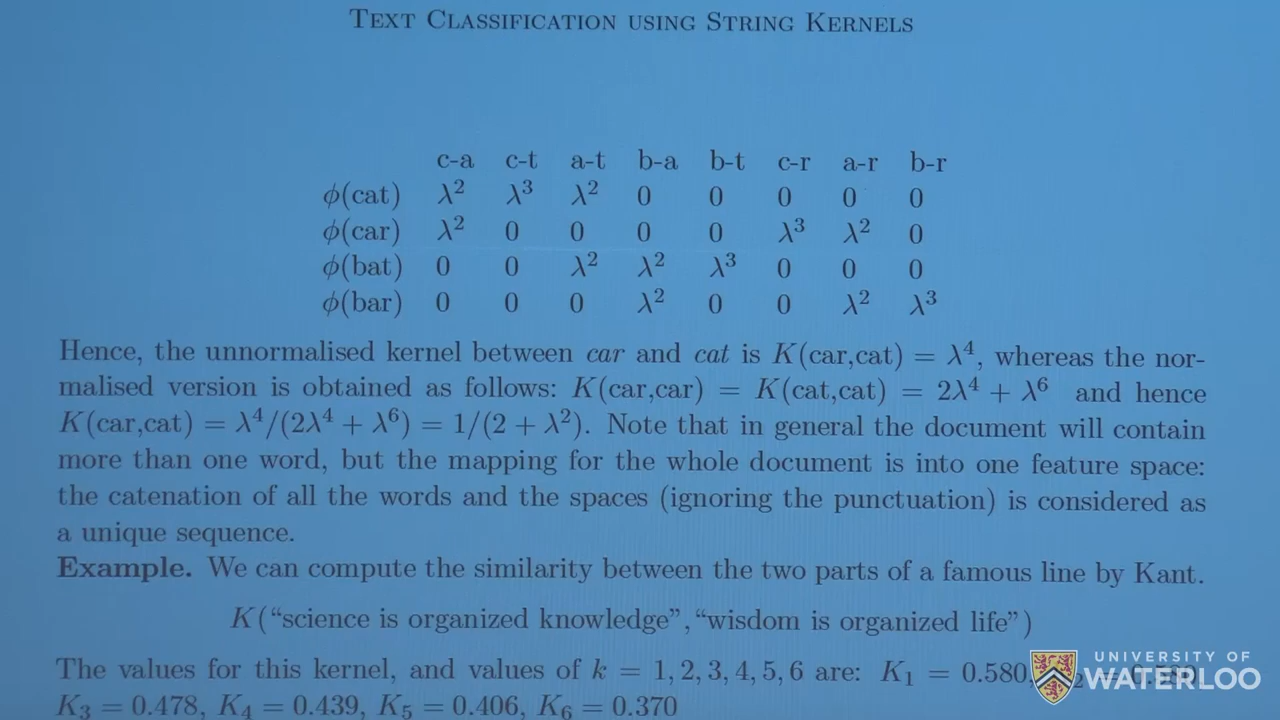 TEXT CLASSIFICATION USING STRING KERNELS
c-a c-t a-t b-a b-t c-r a-r b-r
ϕ(cat) λ² λ³ λ² 0 0 0 0 0
ϕ(car) λ² 0 0 0 0 λ³ λ² 0
ϕ(bat) 0 0 λ² λ² λ³ 0 0 0
ϕ(bar) 0 0 0 λ² 0 0 λ² λ³
Hence, the unnormalised kernel between car and cat is K(car,cat) = λ⁴, whereas the nor-
malised version is obtained as follows: K(car,car) = K(cat,cat) = 2λ⁴ + λ⁶ and hence
K(car,cat) = λ⁴/(2λ⁴ + λ⁶) = 1/(2 + λ²). Note that in general the document will contain
more than one word, but the mapping for the whole document is into one feature space:
the catenation of all the words and the spaces (ignoring the punctuation) is considered as
a unique sequence.
Example. We can compute the similarity between the two parts of a famous line by Kant.
K(“science is organized knowledge”,“wisdom is organized life”)
The values for this kernel, and values of k = 1, 2, 3, 4, 5, 6 are: K₁ = 0.580,
K₃ = 0.478, K₄ = 0.439, K₅ = 0.406, K₆ = 0.370
UNIVERSITY OF
WATERLOO